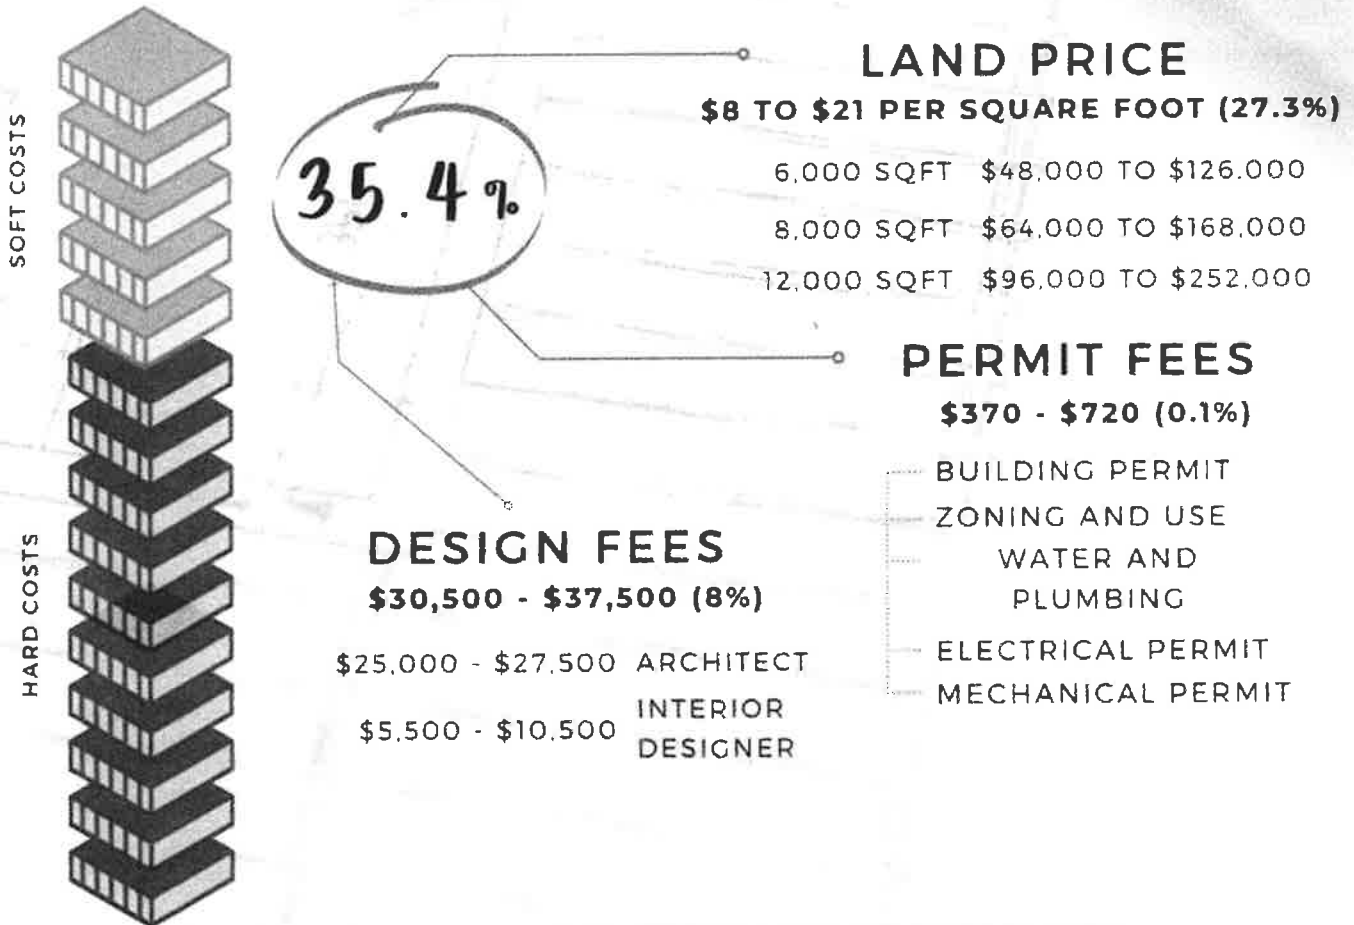 SOFT COSTS
HARD COSTS
35.4%
LAND PRICE
$8 TO $21 PER SQUARE FOOT (27.3%)
6,000 SQFT $48,000 TO $126.000
8,000 SQFT $64,000 TO $168,000
12,000 SQFT $96,000 TO $252,000
PERMIT FEES
$370 - $720 (0.1%)
BUILDING PERMIT
ZONING AND USE
WATER AND
PLUMBING
ELECTRICAL PERMIT
MECHANICAL PERMIT
DESIGN FEES
$30,500 - $37,500 (8%)
$25,000 - $27,500 ARCHITECT
$5,500 - $10,500 INTERIOR
DESIGNER